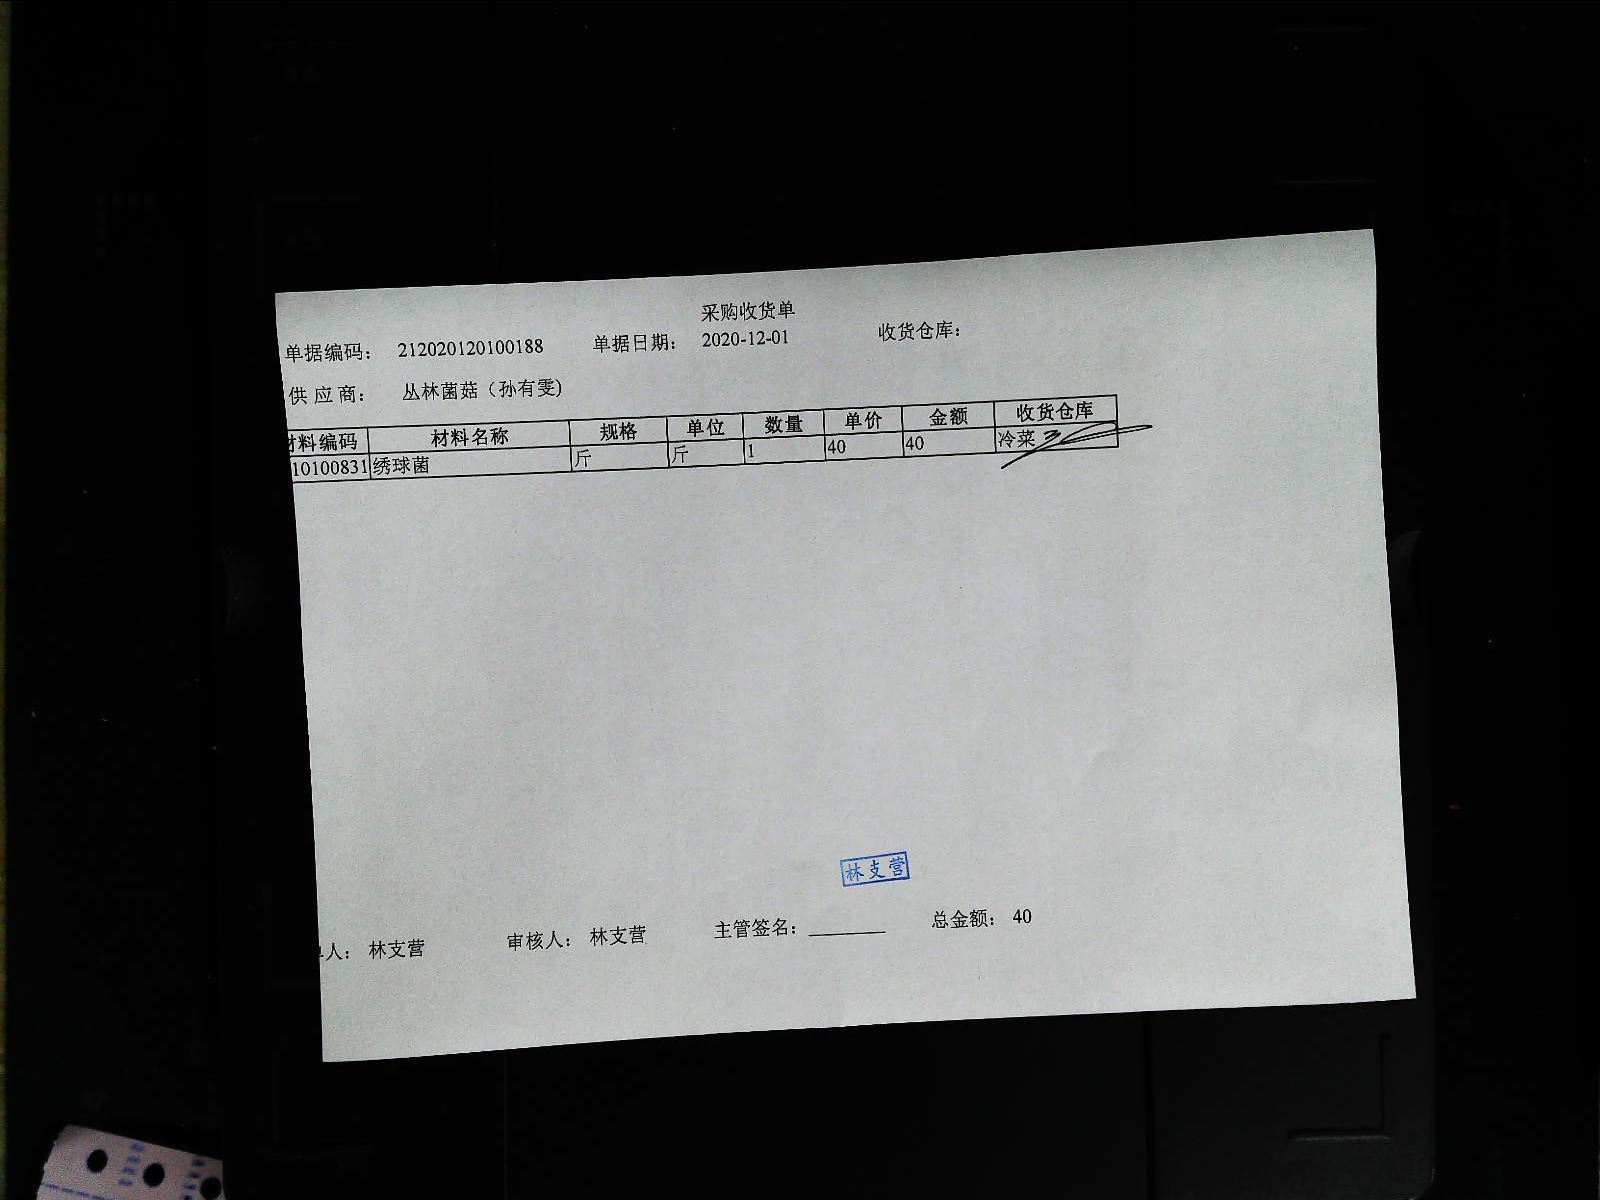 采购收货单
单据编码： 212020120100188 单据日期： 2020-12-01 收货仓库：
供应商： 丛林菌菇（孙有雯)
材料编码 材料名称 规格 单位 数量 单价 金额 收货仓库
10100831 绣球菌 斤 斤 1 40 40 冷菜
林支营
单人： 林支营 审核人： 林支营 主管签名：________ 总金额： 40